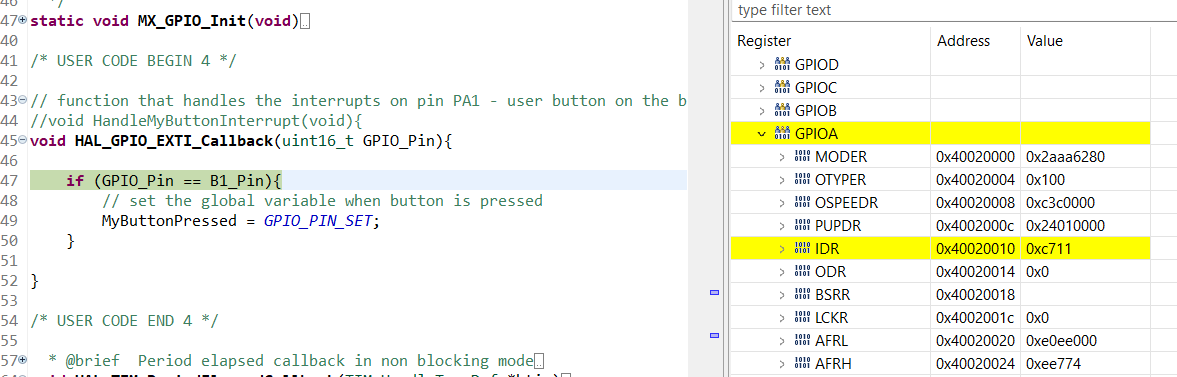 46 */
47 static void MX_GPIO_Init(void)
40
41 /* USER CODE BEGIN 4 */
42
43 // function that handles the interrupts on pin PA1 - user button on the b
44 //void HandleMyButtonInterrupt(void){
45 void HAL_GPIO_EXTI_Callback(uint16_t GPIO_Pin){
46
47 if (GPIO_Pin == B1_Pin){
48 // set the global variable when button is pressed
49 MyButtonPressed = GPIO_PIN_SET;
50 }
51
52 }
53
54 /* USER CODE END 4 */
55
57 * @brief Period elapsed callback in non blocking mode
type filter text
Register Address Value
GPIOD
GPIOC
GPIOB
GPIOA
MODER 0x40020000 0x2aaa6280
OTYPER 0x40020004 0x100
OSPEEDR 0x40020008 0xc3c0000
PUPDR 0x4002000c 0x24010000
IDR 0x40020010 0xc711
ODR 0x40020014 0x0
BSRR 0x40020018
LCKR 0x4002001c 0x0
AFRL 0x40020020 0xe0ee000
AFRH 0x40020024 0xee774